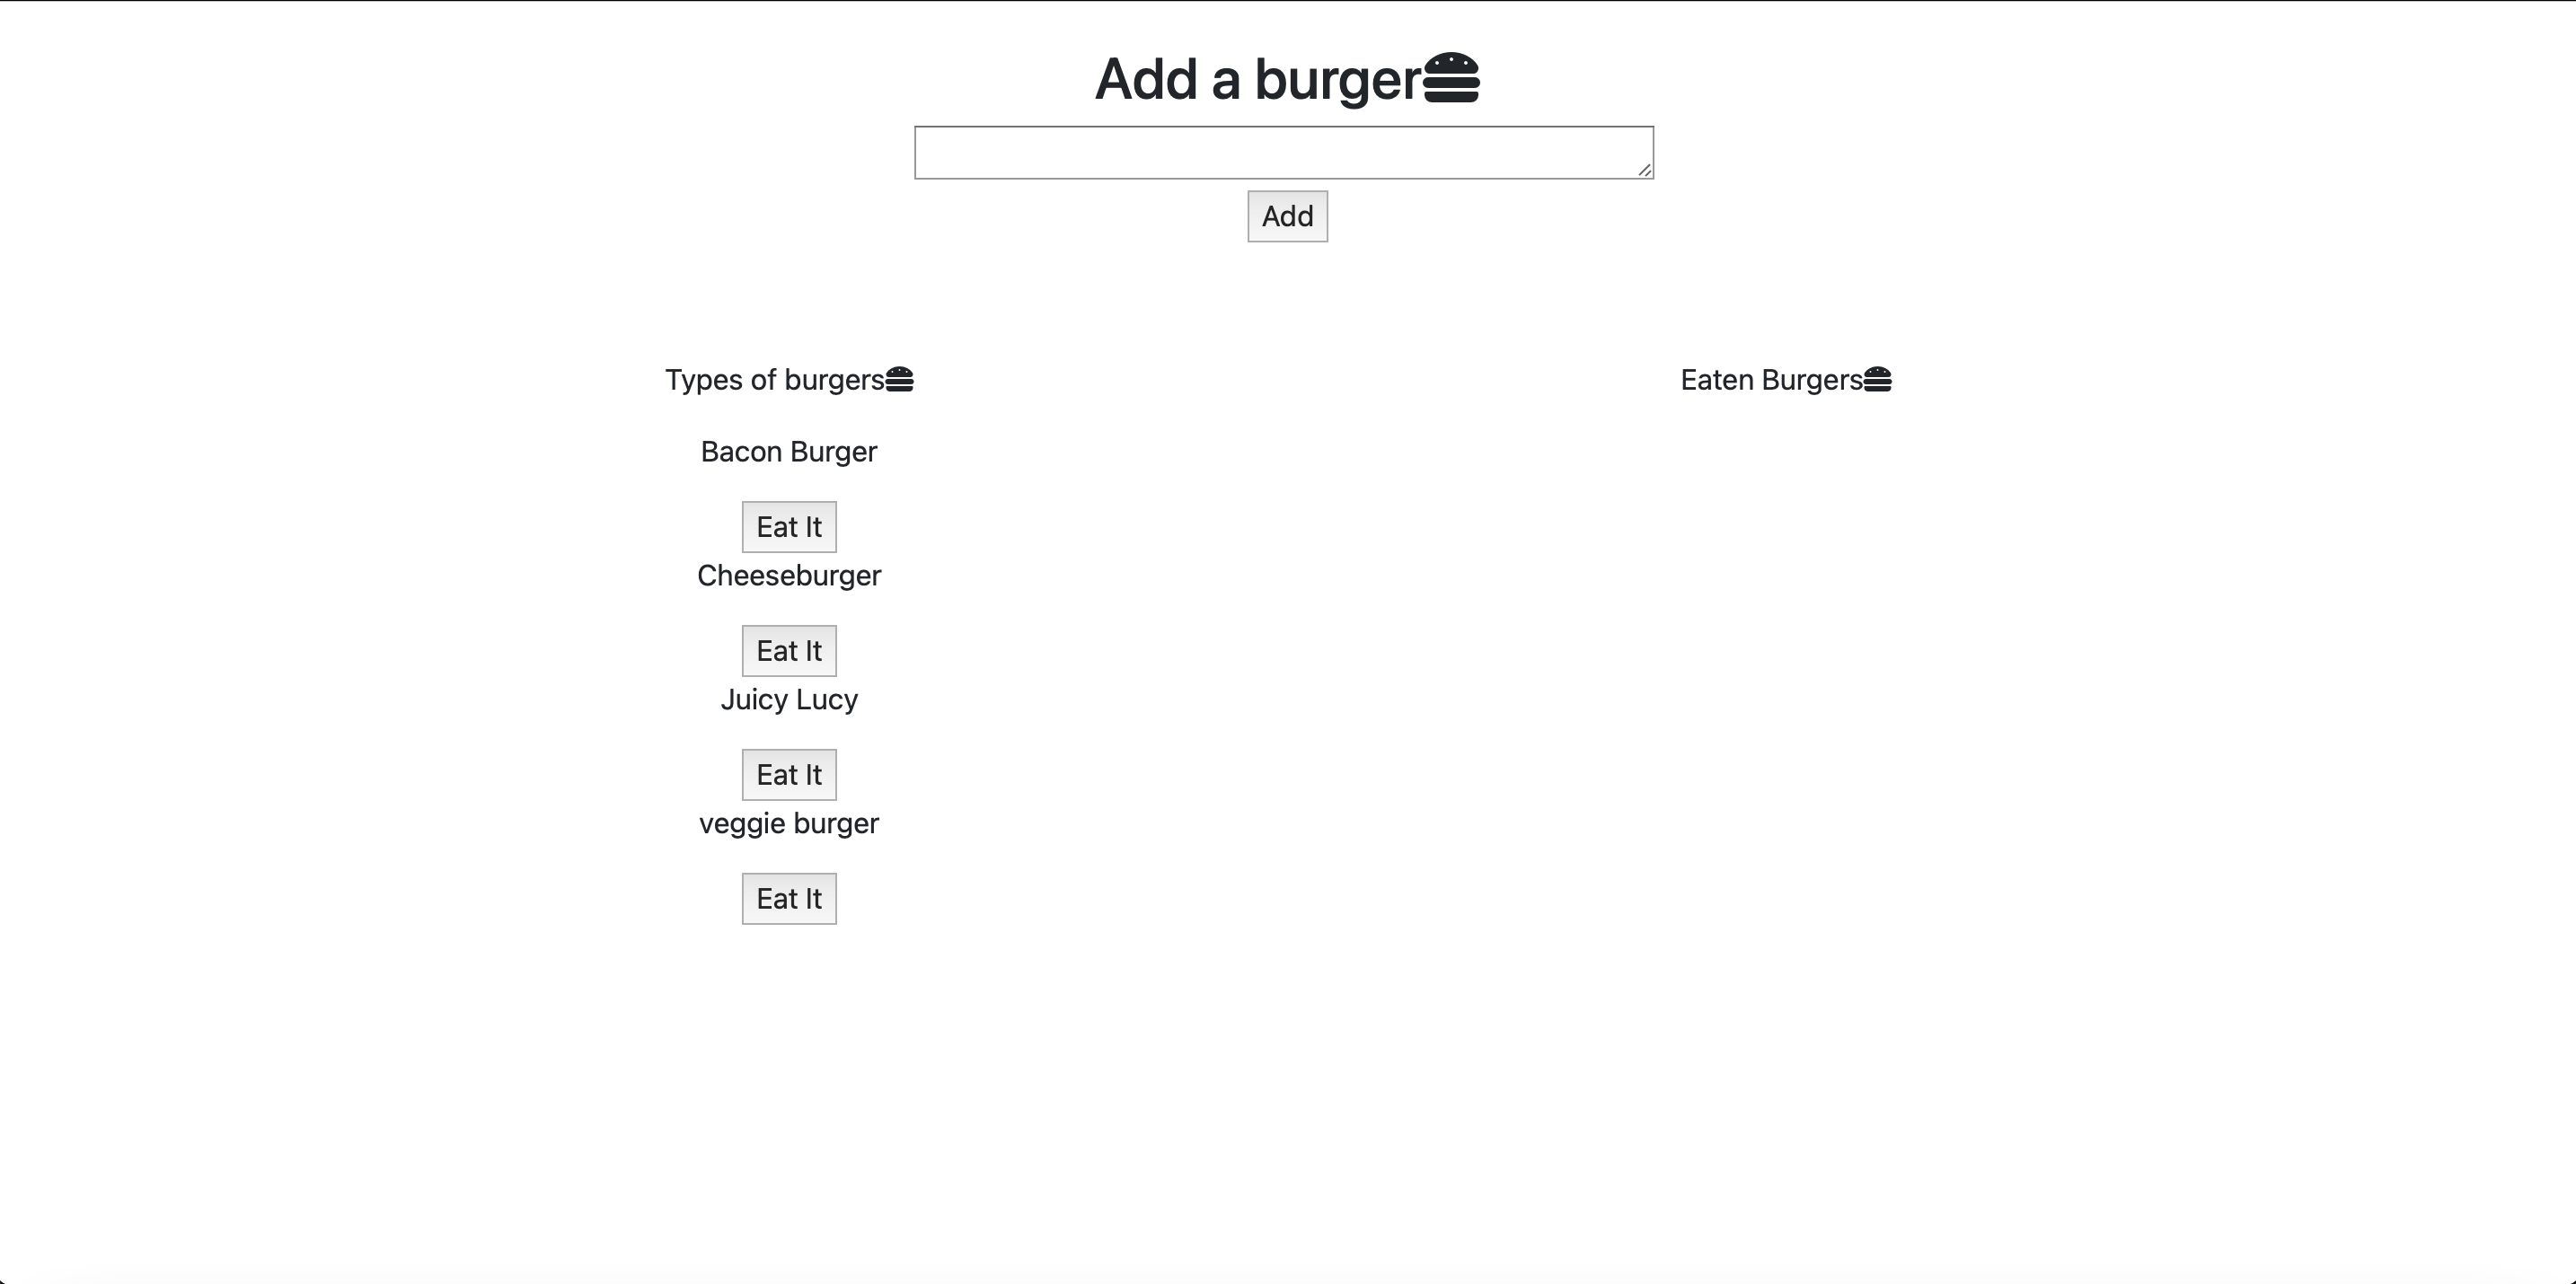 Add a burger
Add
Types of burgers
Eaten Burgers
Bacon Burger
Eat It
Cheeseburger
Eat It
Juicy Lucy
Eat It
veggie burger
Eat It